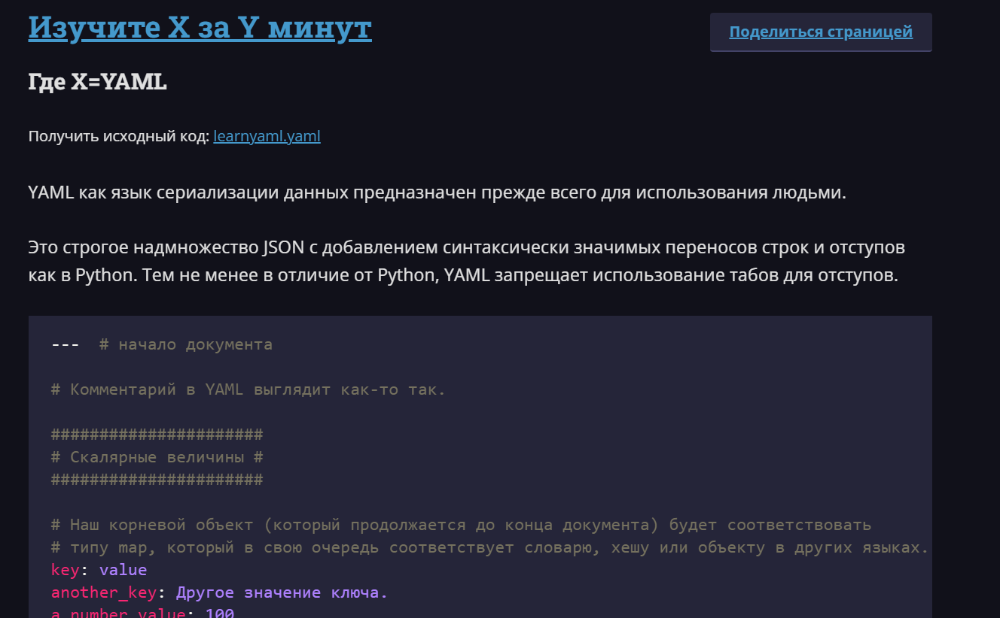 Изучите X за Y минут
Поделиться страницей
Где X=YAML
Получить исходный код: learnyaml.yaml
YAML как язык сериализации данных предназначен прежде всего для использования людьми.
Это строгое надмножество JSON с добавлением синтаксически значимых переносов строк и отступов
как в Python. Тем не менее в отличие от Python, YAML запрещает использование табов для отступов.
---  # начало документа
# Комментарий в YAML выглядит как-то так.
######################
# Скалярные величины #
######################
# Наш корневой объект (который продолжается до конца документа) будет соответствовать
# типу map, который в свою очередь соответствует словарю, хешу или объекту в других языках.
key: value
another_key: Другое значение ключа.
a_number_value: 100